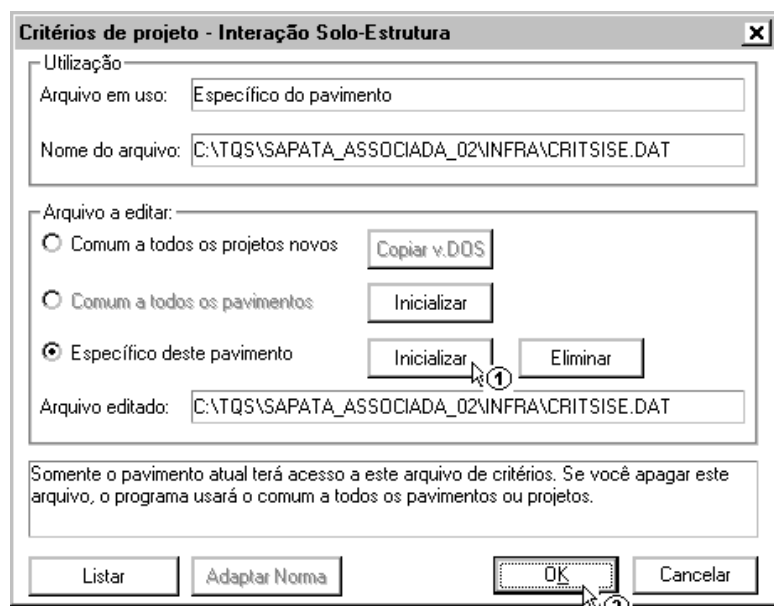 Critérios de projeto - Interação Solo-Estrutura
Utilização
Arquivo em uso: Específico do pavimento
Nome do arquivo: C:\TQS\SAPATA_ASSOCIADA_02\INFRA\CRITSISE.DAT
Arquivo a editar:
Comum a todos os projetos novos Copiar v.DOS
Comum a todos os pavimentos Inicializar
Específico deste pavimento Inicializar 1 Eliminar
Arquivo editado: C:\TQS\SAPATA_ASSOCIADA_02\INFRA\CRITSISE.DAT
Somente o pavimento atual terá acesso a este arquivo de critérios. Se você apagar este
arquivo, o programa usará o comum a todos os pavimentos ou projetos.
Listar Adaptar Norma OK 2 Cancelar